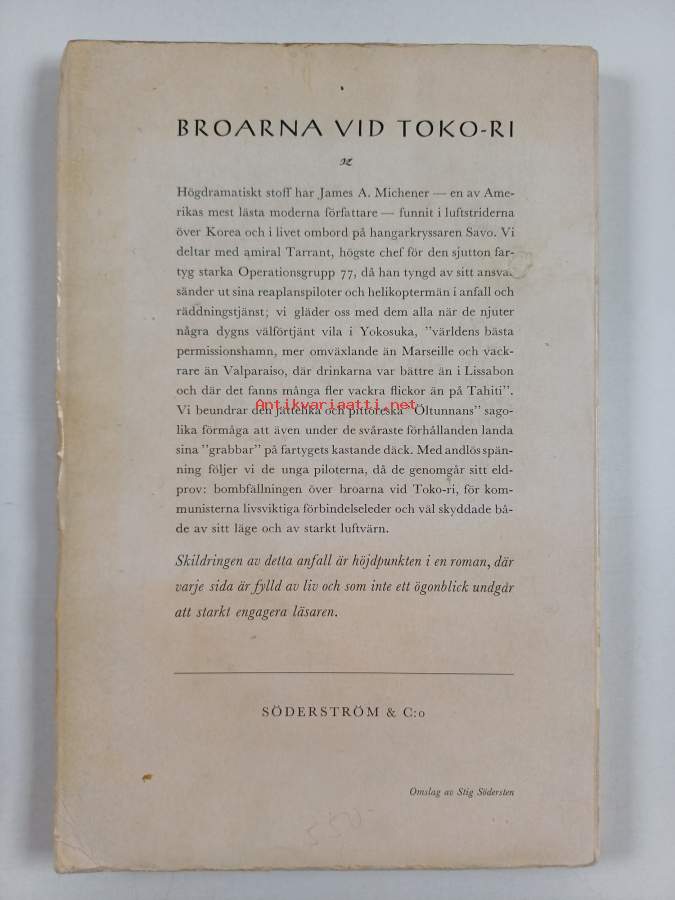 BROARNA VID TOKO-RI
Högdramatiskt stoff har James A. Michener — en av Ame-
rikas mest lästa moderna författare — funnit i luftstriderna
över Korea och i livet ombord på hangarkryssaren Savo. Vi
deltar med amiral Tarrant, högste chef för den sjutton far-
tyg starka Operationsgrupp 77, då han tyngd av sitt ansva
sänder ut sina reaplanspiloter och helikoptermän i anfall och
räddningstjänst; vi gläder oss med dem alla när de njuter
några dygns välförtjänt vila i Yokosuka, "världens bästa
permissionshamn, mer omväxlande än Marseille och vack-
rare än Valparaiso, där drinkarna var bättre än i Lissabon
och där det fanns många fler vackra flickor än på Tahiti".
Antikvariaatti.net
Vi beundrar den jättelika och pittoreska "Öltunnans" sago-
lika förmåga att även under de svåraste förhållanden landa
sina "grabbar" på fartygets kastande däck. Med andlös spän-
ning följer vi de unga piloterna, då de genomgår sitt eld-
prov: bombfällningen över broarna vid Toko-ri, för kom-
munisterna livsviktiga förbindelseleder och väl skyddade bå-
de av sitt läge och av starkt luftvärn.
Skildringen av detta anfall är höjdpunkten i en roman, där
varje sida är fylld av liv och som inte ett ögonblick undgår
att starkt engagera läsaren.
SÖDERSTRÖM & C:o
Omslag av Stig Södersten